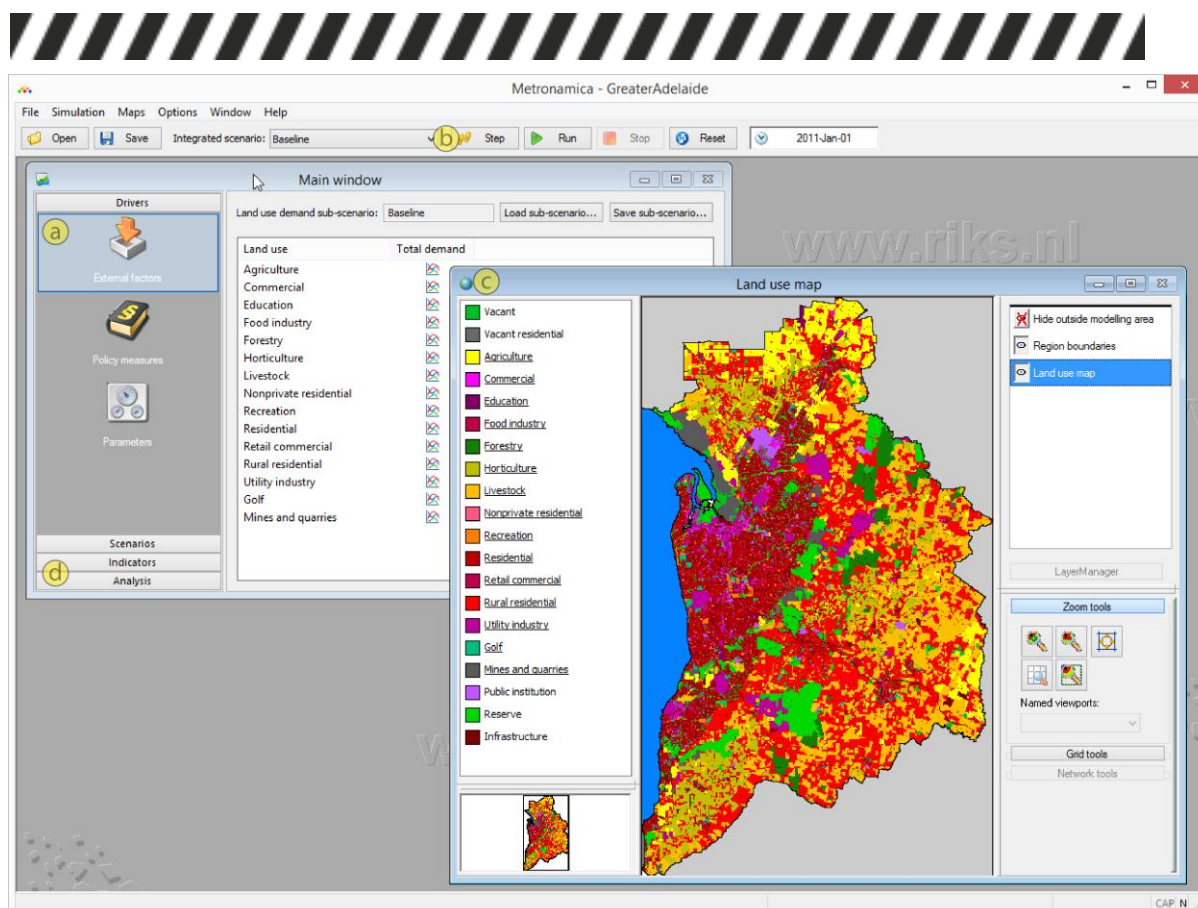 Metronamica - GreaterAdelaide
File Simulation Maps Options Window Help
Open Save Integrated scenario: Baseline b Step Run Stop Reset 2011-Jan-01
Main window
Drivers
a
External factors
Policy measures
Parameters
Scenarios
Indicators
d
Analysis
Land use demand sub-scenario: Baseline Load sub-scenario... Save sub-scenario...
Land use Total demand
Agriculture
Commercial
Education
Food industry
Forestry
Horticulture
Livestock
Nonprivate residential
Recreation
Residential
Retail commercial
Rural residential
Utility industry
Golf
Mines and quarries
www.riks.nl
c Land use map
Vacant
Vacant residential
Agriculture
Commercial
Education
Food industry
Forestry
Horticulture
Livestock
Nonprivate residential
Recreation
Residential
Retail commercial
Rural residential
Utility industry
Golf
Mines and quarries
Public institution
Reserve
Infrastructure
Hide outside modelling area
Region boundaries
Land use map
LayerManager
Zoom tools
Named viewports:
Grid tools
Network tools
CAP N